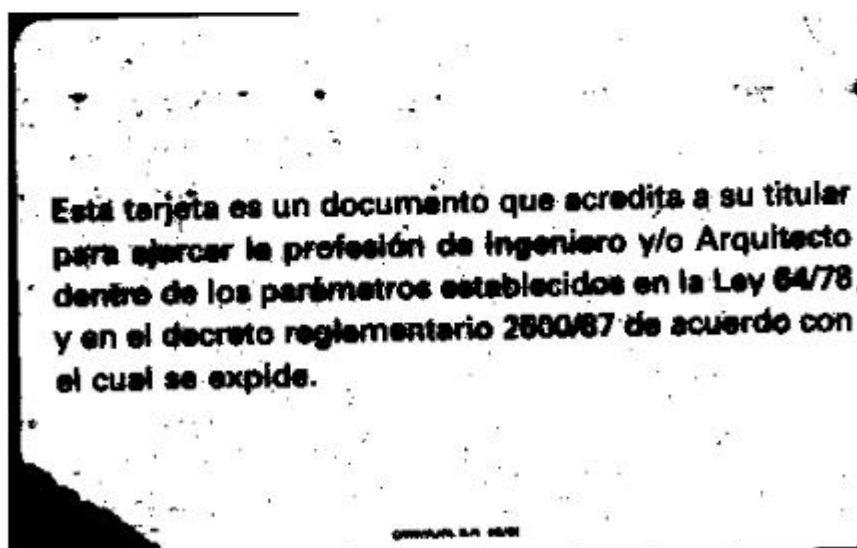 Esta tarjeta es un documento que acredita a su titular
para ejercer la profesión de Ingeniero y/o Arquitecto
dentro de los parámetros establecidos en la Ley 64/78
y en el decreto reglamentario 2500/87 de acuerdo con
el cual se expide.